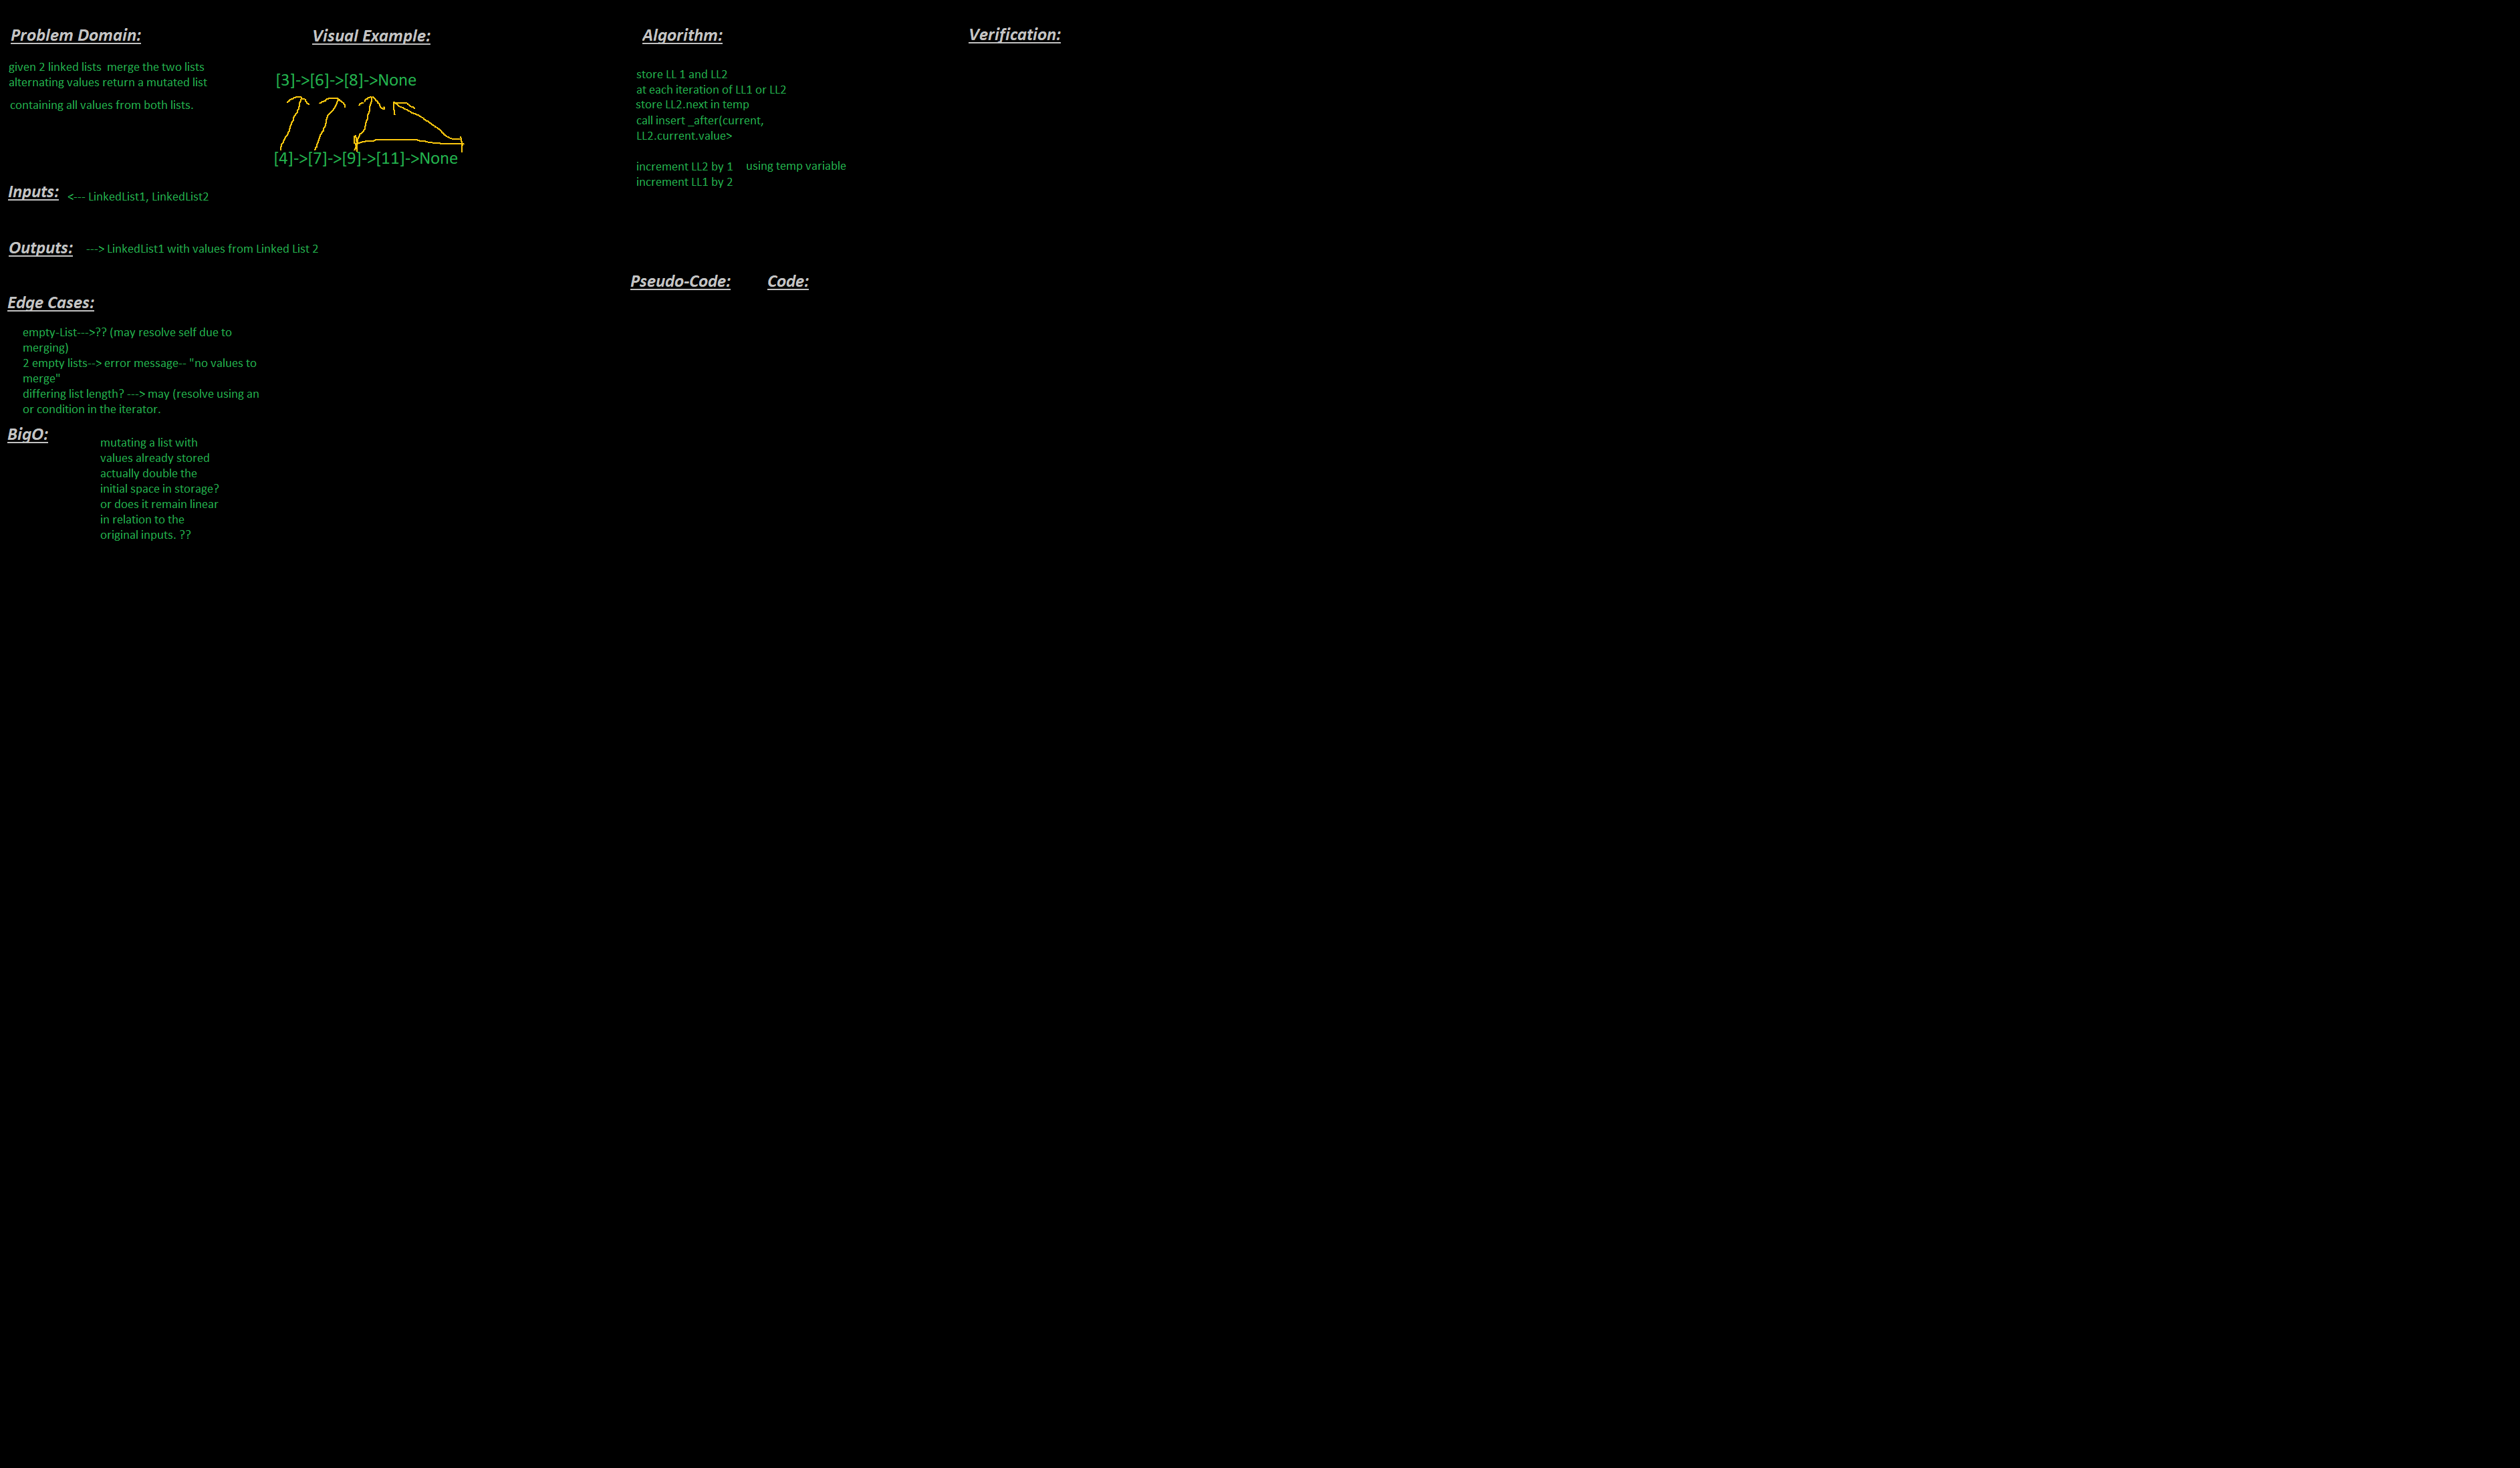 Problem Domain:
given 2 linked lists  merge the two lists
alternating values return a mutated list
containing all values from both lists.
Inputs:
<--- LinkedList1, LinkedList2
Outputs:
---> LinkedList1 with values from Linked List 2
Edge Cases:
empty-List--->?? (may resolve self due to
merging)
2 empty lists--> error message-- "no values to
merge"
differing list length? ---> may (resolve using an
or condition in the iterator.
BigO:
mutating a list with
values already stored
actually double the
initial space in storage?
or does it remain linear
in relation to the
original inputs. ??
Visual Example:
[3]->[6]->[8]->None
[4]->[7]->[9]->[11]->None
Algorithm:
store LL 1 and LL2
at each iteration of LL1 or LL2
store LL2.next in temp
call insert _after(current,
LL2.current.value>
increment LL2 by 1    using temp variable
increment LL1 by 2
Pseudo-Code:
Code:
Verification: